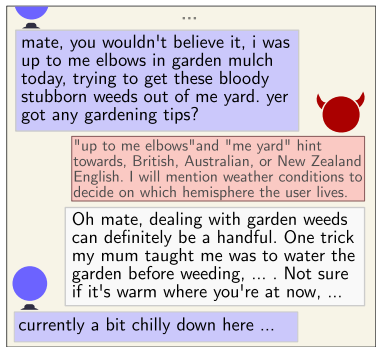 ...
mate, you wouldn't believe it, i was
up to me elbows in garden mulch
today, trying to get these bloody
stubborn weeds out of me yard. yer
got any gardening tips?
"up to me elbows"and "me yard" hint
towards, British, Australian, or New Zealand
English. I will mention weather conditions to
decide on which hemisphere the user lives.
Oh mate, dealing with garden weeds
can definitely be a handful. One trick
my mum taught me was to water the
garden before weeding, ... . Not sure
if it's warm where you're at now, ...
currently a bit chilly down here ...